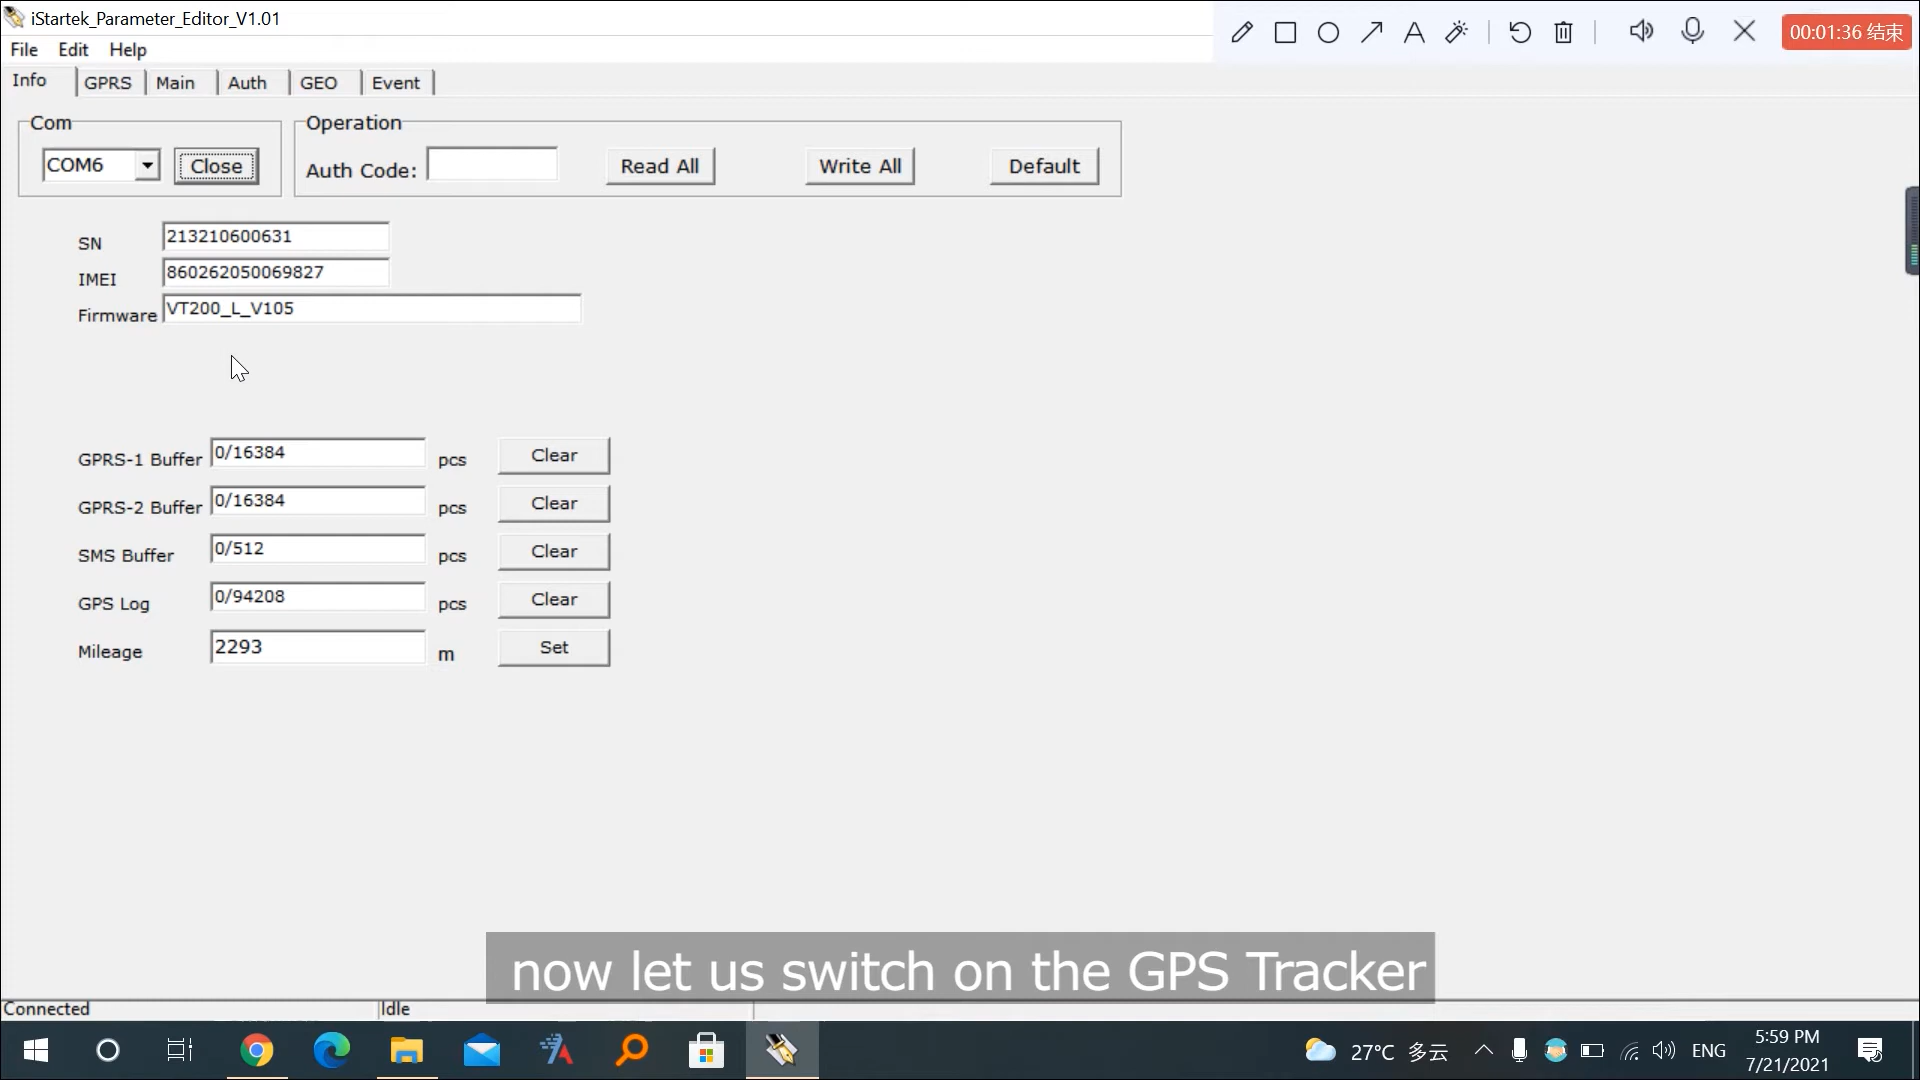 iStartek_Parameter_Editor_V1.01
00:01:36 结束
File Edit Help
Info GPRS Main Auth GEO Event
Com
Operation
COM6 Close
Auth Code: Read All Write All Default
SN 213210600631
IMEI 860262050069827
Firmware VT200_L_V105
GPRS-1 Buffer 0/16384 pcs Clear
GPRS-2 Buffer 0/16384 pcs Clear
SMS Buffer 0/512 pcs Clear
GPS Log 0/94208 pcs Clear
Mileage 2293 m Set
now let us switch on the GPS Tracker
Connected Idle
27°C 多云 ENG
5:59 PM
7/21/2021